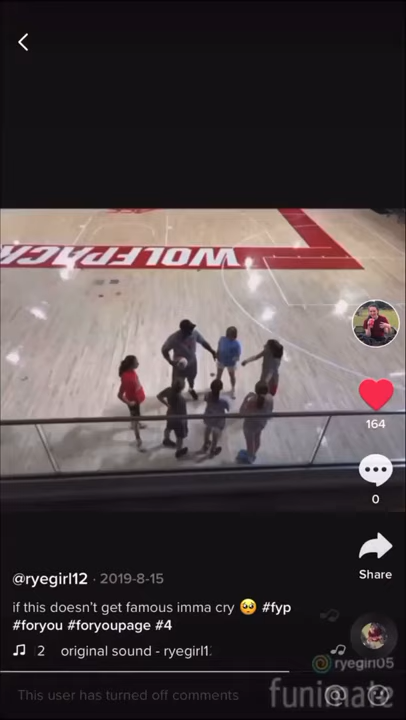 WOLFPACK
164
0
Share
@ryegirl12 · 2019-8-15
if this doesn't get famous imma cry 🥺 #fyp
#foryou #foryoupage #4
2 original sound - ryegirl1
ryegirl05
This user has turned off comments
funimate